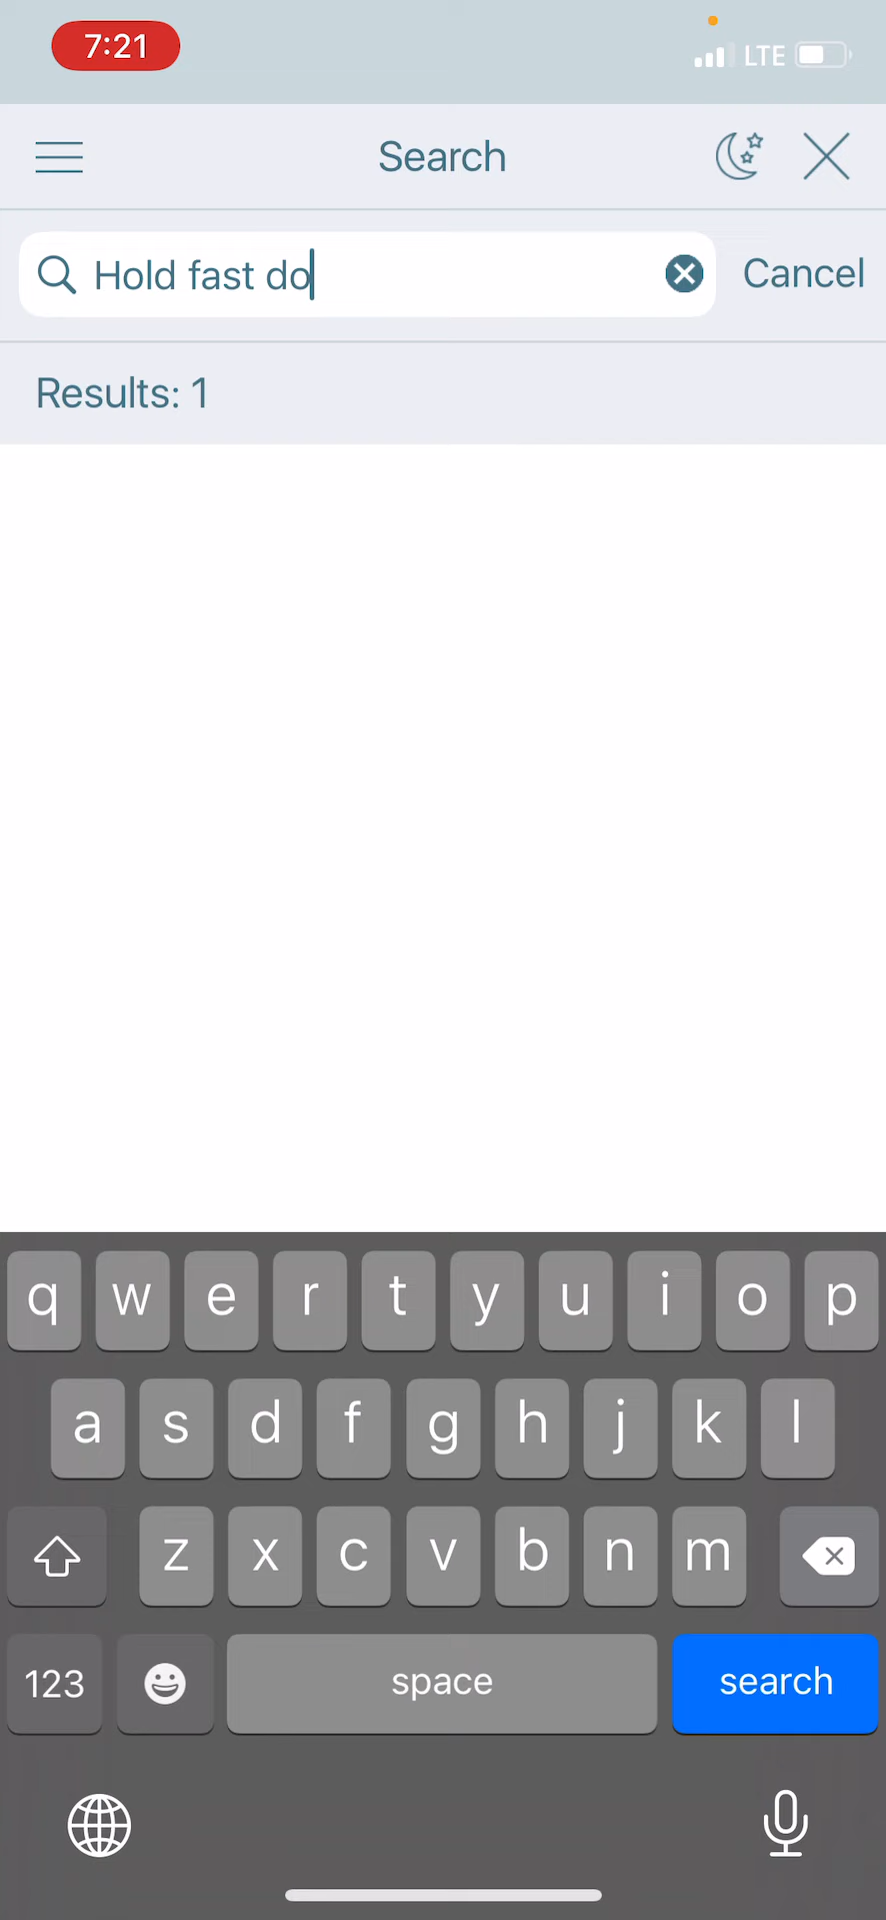 7:21
LTE
Search
Hold fast do
Cancel
Results: 1
q w e r t y u i o p
a s d f g h j k l
z x c v b n m
123 space search